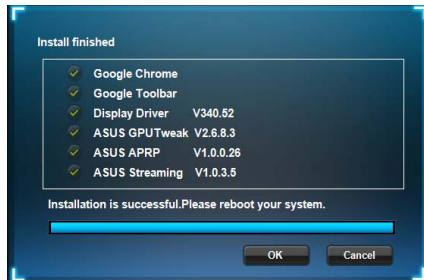 Install finished
Google Chrome
Google Toolbar
Display Driver V340.52
ASUS GPUTweak V2.6.8.3
ASUS APRP V1.0.0.26
ASUS Streaming V1.0.3.5
Installation is successful.Please reboot your system.
OK Cancel